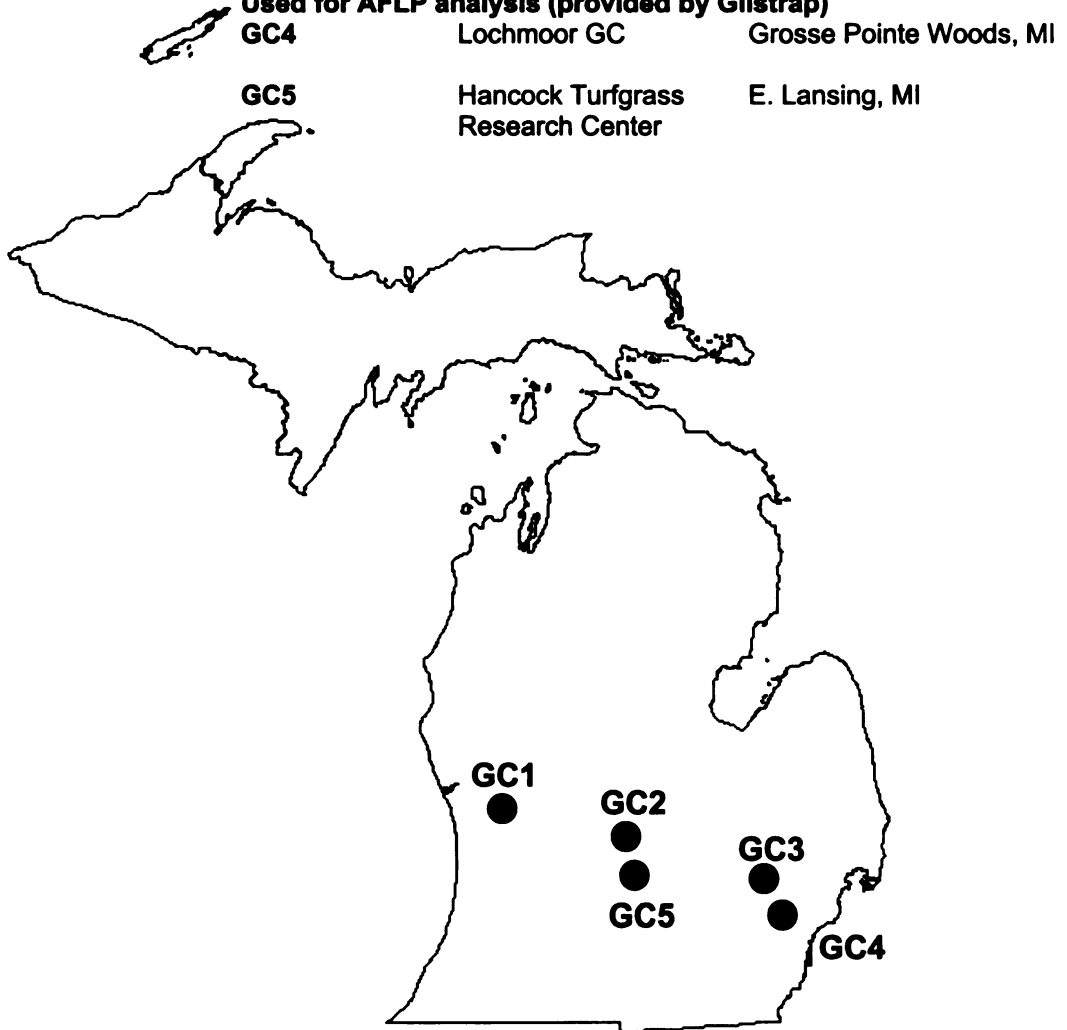 Used for AFLP analysis (provided by Gilstrap)
GC4 Lochmoor GC Grosse Pointe Woods, MI
GC5 Hancock Turfgrass E. Lansing, MI
Research Center
GC1
GC2
GC3
GC5
GC4